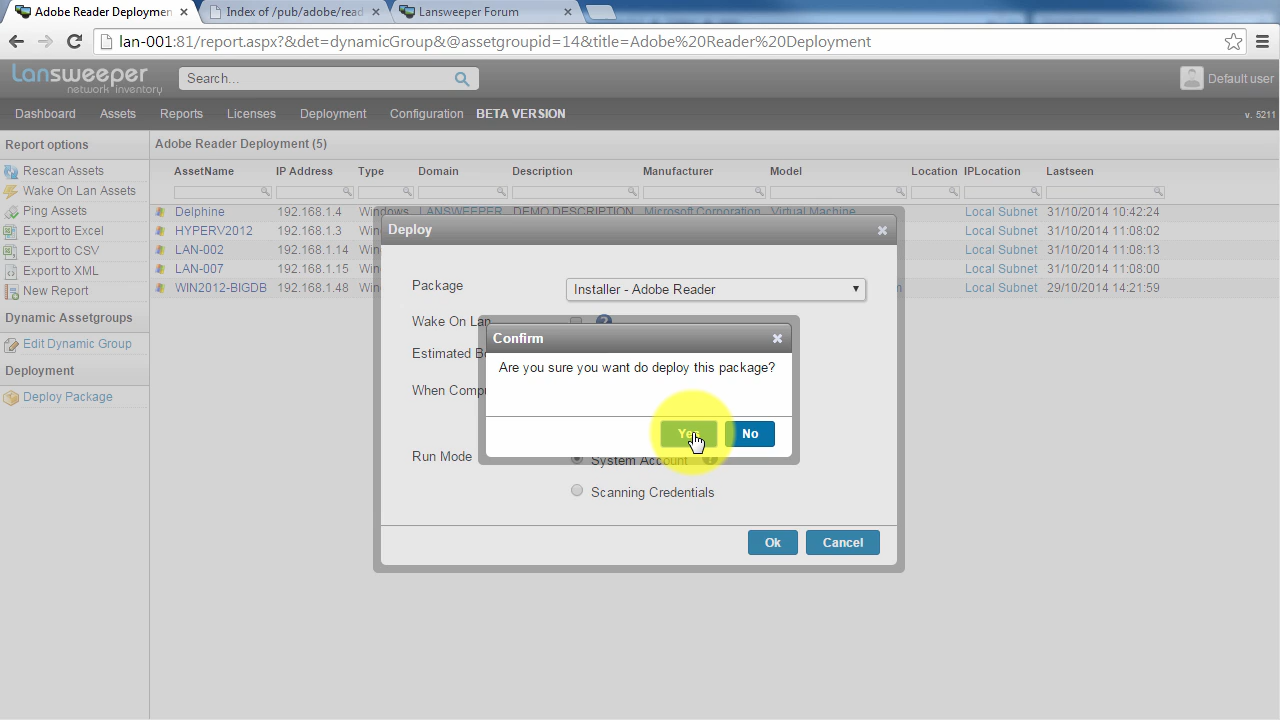 Adobe Reader Deployment
Index of /pub/adobe/read
Lansweeper Forum
lan-001:81/report.aspx?&det=dynamicGroup&@assetgroupid=14&title=Adobe%20Reader%20Deployment
Lansweeper
network inventory
Search...
Default user
Dashboard Assets Reports Licenses Deployment Configuration BETA VERSION
v. 5211
Report options
Rescan Assets
Wake On Lan Assets
Ping Assets
Export to Excel
Export to CSV
Export to XML
New Report
Dynamic Assetgroups
Edit Dynamic Group
Deployment
Deploy Package
Adobe Reader Deployment (5)
AssetName IP Address Type Domain Description Manufacturer Model Location IPLocation Lastseen
Delphine 192.168.1.4 Windows LANSWEEPER DEMO DESCRIPTION Microsoft Corporation Virtual Machine Local Subnet 31/10/2014 10:42:24
HYPERV2012 192.168.1.3 Local Subnet 31/10/2014 11:08:02
LAN-002 192.168.1.14 Local Subnet 31/10/2014 11:08:13
LAN-007 192.168.1.15 Local Subnet 31/10/2014 11:08:00
WIN2012-BIGDB 192.168.1.48 Local Subnet 29/10/2014 14:21:59
Deploy
Package Installer - Adobe Reader
Wake On Lan
Estimated
When
Confirm
Are you sure you want do deploy this package?
Yes No
Run Mode System Account
Scanning Credentials
Ok Cancel